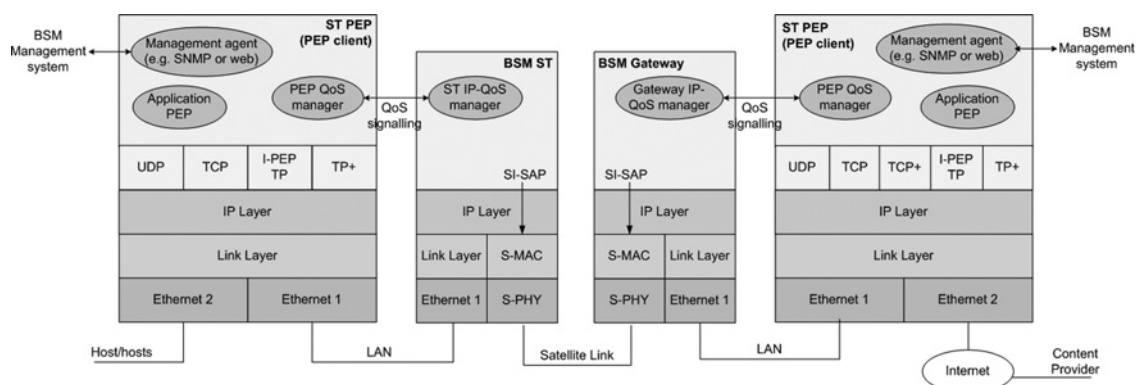 BSM
Management
system
ST PEP
(PEP client)
Management agent
(e.g. SNMP or web)
Application
PEP
PEP QoS
manager
UDP
TCP
I-PEP
TP
TP+
IP Layer
Link Layer
Ethernet 2
Ethernet 1
Host/hosts
LAN
QoS
signalling
BSM ST
ST IP-QoS
manager
SI-SAP
IP Layer
Link Layer
S-MAC
Ethernet 1
S-PHY
Satellite Link
BSM Gateway
Gateway IP-
QoS manager
SI-SAP
IP Layer
S-MAC
Link Layer
S-PHY
Ethernet 1
LAN
QoS
signalling
ST PEP
(PEP client)
Management agent
(e.g. SNMP or web)
PEP QoS
manager
Application
PEP
UDP
TCP
TCP+
I-PEP
TP
TP+
IP Layer
Link Layer
Ethernet 1
Ethernet 2
BSM
Management
system
Internet
Content
Provider